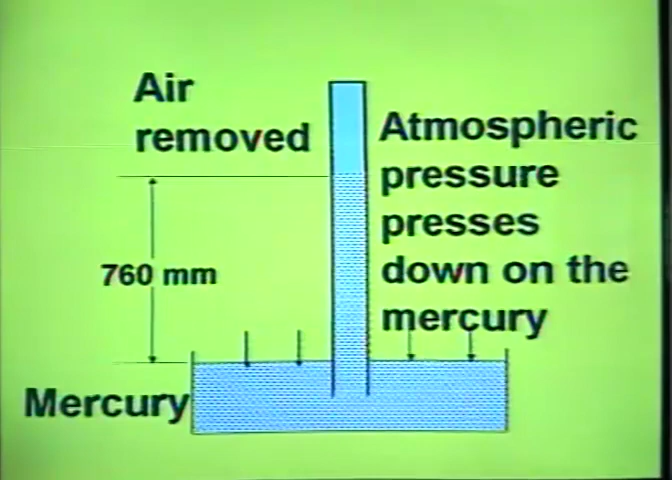 Air
removed
Atmospheric
pressure
presses
down on the
mercury
760 mm
Mercury